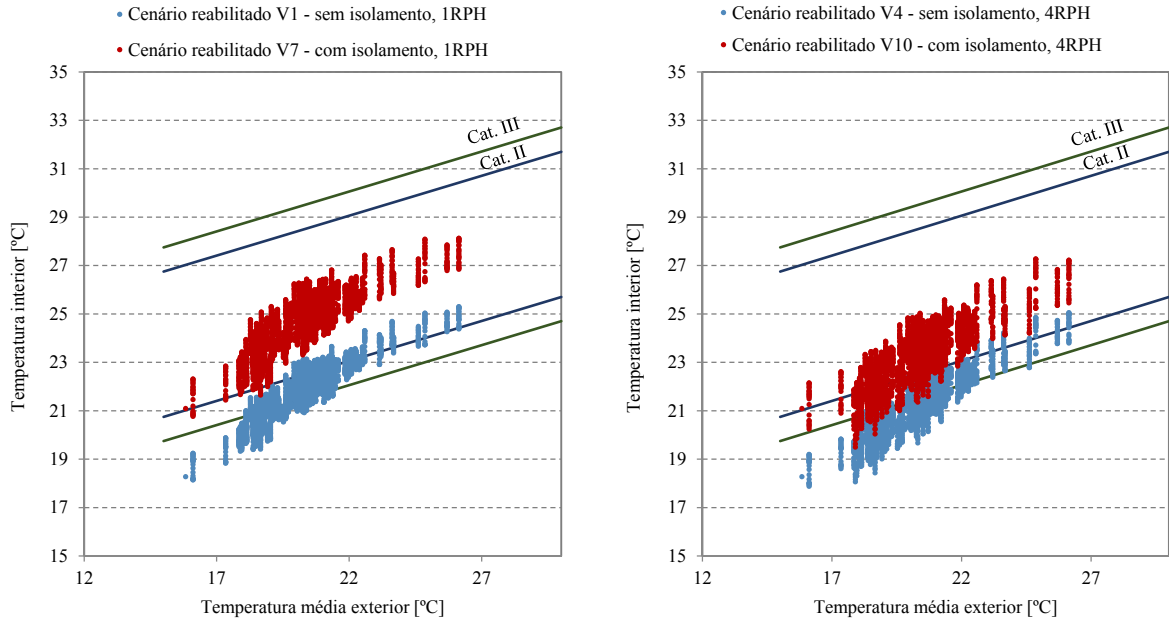 Cenário reabilitado V1 - sem isolamento, 1RPH
Cenário reabilitado V7 - com isolamento, 1RPH
35
33
31
29
27
25
23
21
19
17
15
Temperatura interior [ºC]
Cat. III
Cat. II
12
17
22
27
Temperatura média exterior [ºC]
Cenário reabilitado V4 - sem isolamento, 4RPH
Cenário reabilitado V10 - com isolamento, 4RPH
35
33
31
29
27
25
23
21
19
17
15
Temperatura interior [ºC]
Cat. III
Cat. II
12
17
22
27
Temperatura média exterior [ºC]